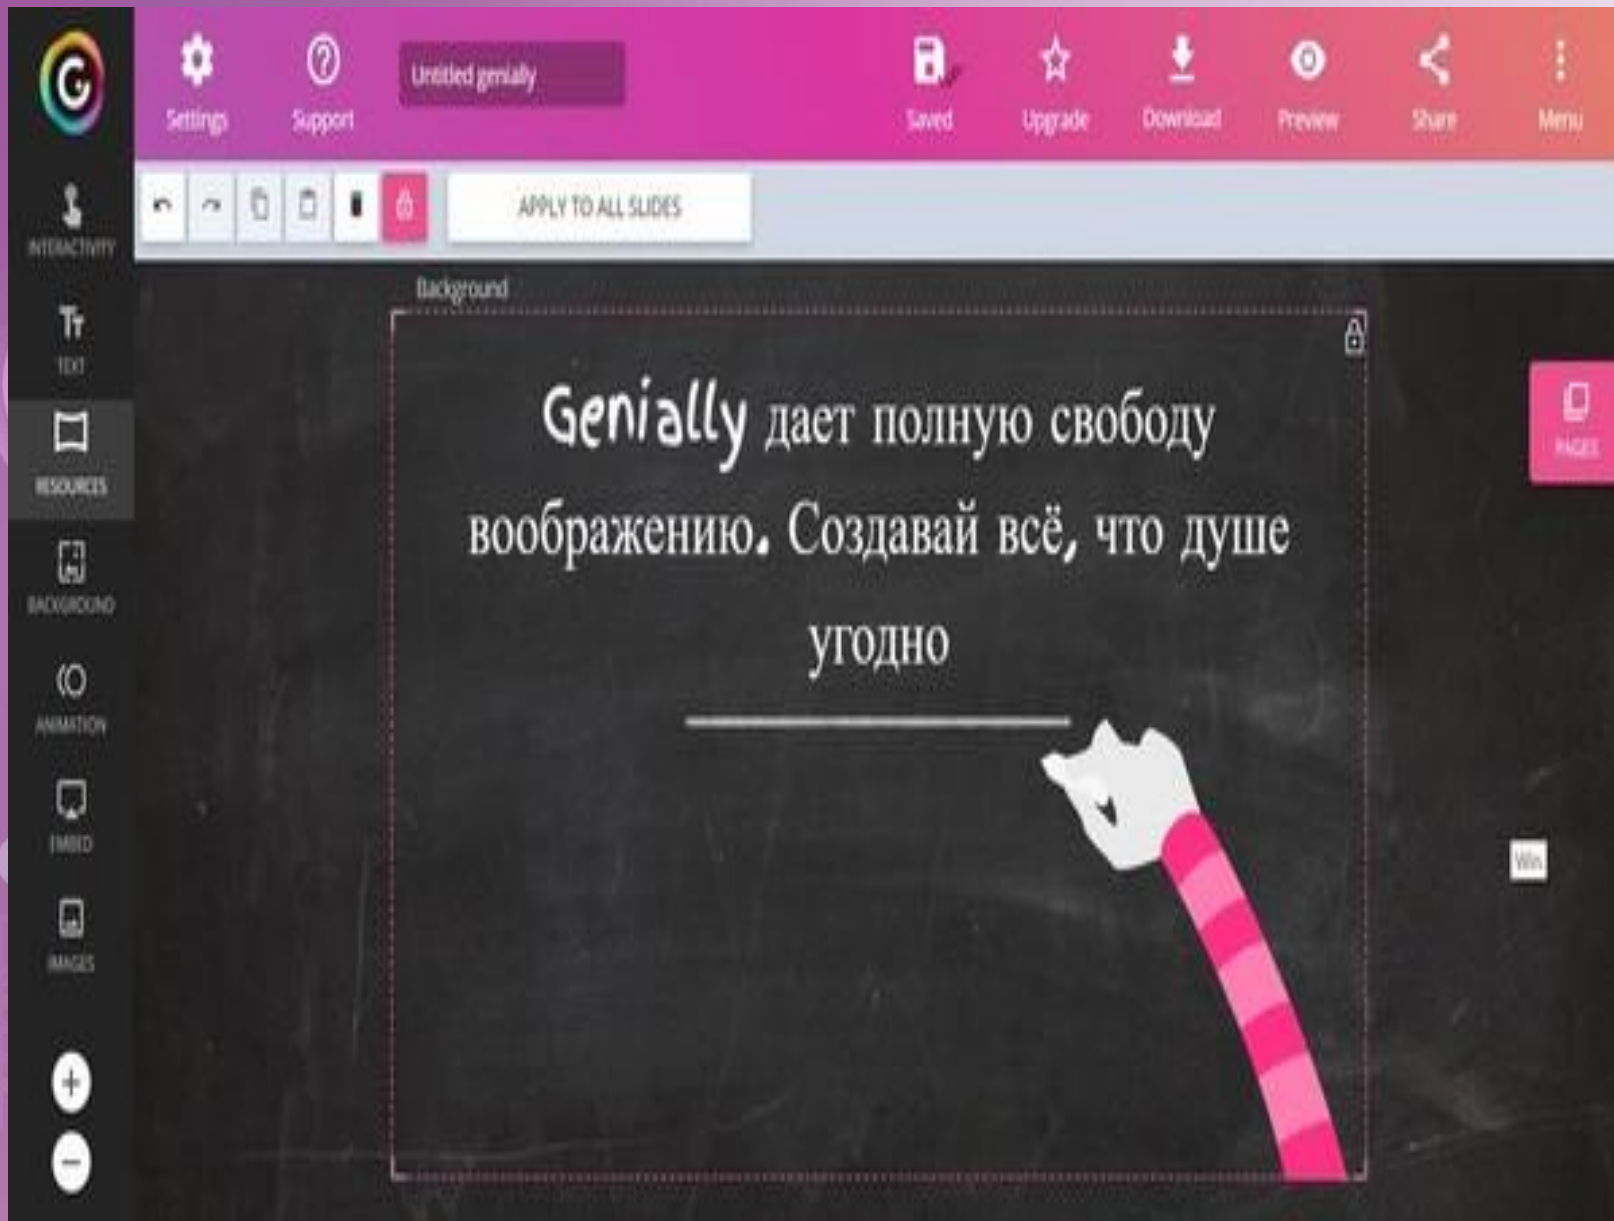 Settings
Support
Untitled genially
Saved
Upgrade
Download
Preview
Share
Menu
APPLY TO ALL SLIDES
INTERACTIVITY
TEXT
RESOURCES
BACKGROUND
ANIMATION
EMBED
IMAGES
Background
Genially дает полную свободу
воображению. Создавай всё, что душе
угодно
PAGES
Win